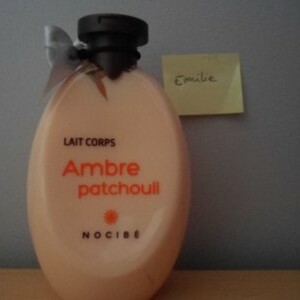 Emilie
LAIT CORPS
Ambre
patchouli
NOCIBÉ